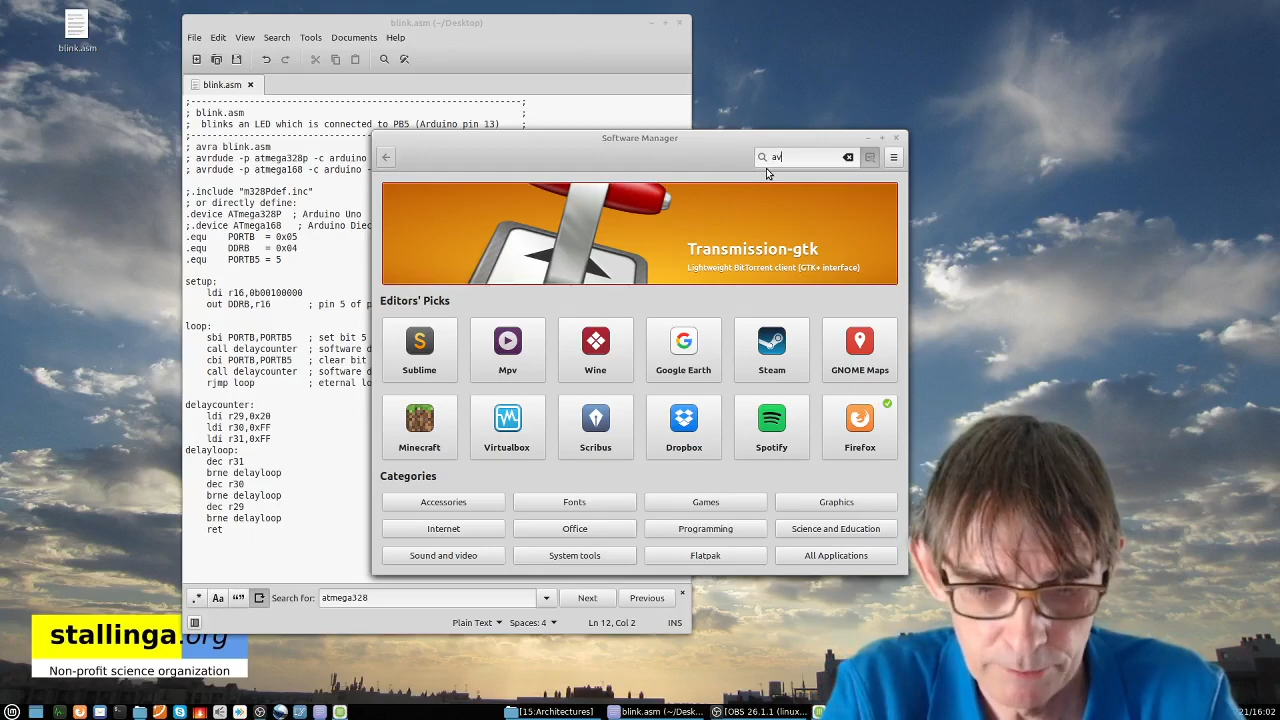 blink.asm
blink.asm (~/Desktop)
File Edit View Search Tools Documents Help
blink.asm
;------------------------------------------------------------;
; blink.asm
;  blinks an LED which is connected to PB5 (Arduino pin 13)
; avra blink.asm
; avrdude -p atmega328p -c arduino
; avrdude -p atmega168 -c arduino
;.include "m328Pdef.inc"
; or directly define:
.device ATmega328P  ; Arduino Uno
;.device ATmega168  ; Arduino Diec
.equ PORTB = 0x05
.equ DDRB = 0x04
.equ PORTB5 = 5
setup:
ldi r16,0b00100000
out DDRB,r16 ; pin 5 of p
loop:
sbi PORTB,PORTB5 ; set bit 5
call delaycounter ; software d
cbi PORTB,PORTB5 ; clear bit
call delaycounter ; software d
rjmp loop ; eternal lo
delaycounter:
ldi r29,0x20
ldi r30,0xFF
ldi r31,0xFF
delayloop:
dec r31
brne delayloop
dec r30
brne delayloop
dec r29
brne delayloop
ret
Software Manager
av
Transmission-gtk
Lightweight BitTorrent client (GTK+ interface)
Editors' Picks
Sublime Mpv Wine Google Earth Steam GNOME Maps
Minecraft Virtualbox Scribus Dropbox Spotify Firefox
Categories
Accessories Fonts Games Graphics
Internet Office Programming Science and Education
Sound and video System tools Flatpak All Applications
.* Aa “” Search for: atmega328 Next Previous
Plain Text Spaces: 4 Ln 12, Col 2 INS
stallinga.org
Non-profit science organization
[15:Architectures] blink.asm (~/Desk... [OBS 26.1.1 (linux... 21/16:02